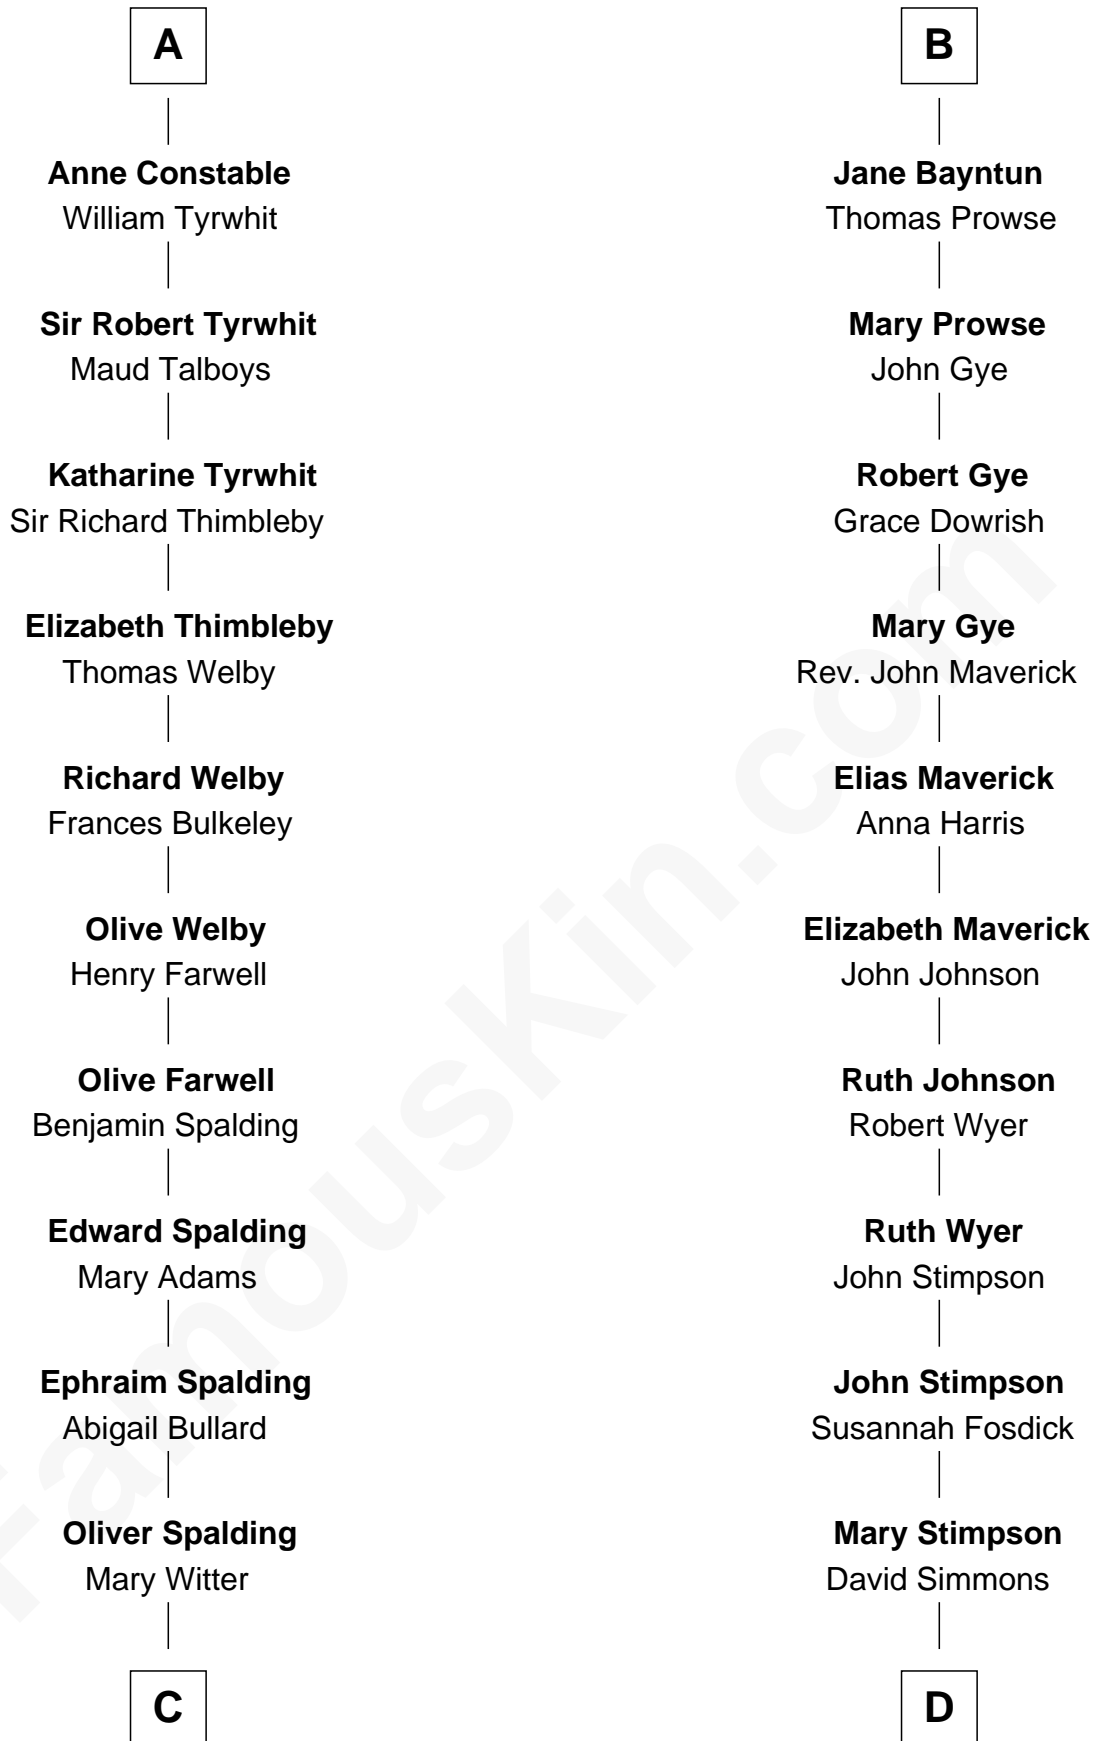 A
Anne Constable
William Tyrwhit
Sir Robert Tyrwhit
Maud Talboys
Katharine Tyrwhit
Sir Richard Thimbleby
Elizabeth Thimbleby
Thomas Welby
Richard Welby
Frances Bulkeley
Olive Welby
Henry Farwell
Olive Farwell
Benjamin Spalding
Edward Spalding
Mary Adams
Ephraim Spalding
Abigail Bullard
Oliver Spalding
Mary Witter
C
B
Jane Bayntun
Thomas Prowse
Mary Prowse
John Gye
Robert Gye
Grace Dowrish
Mary Gye
Rev. John Maverick
Elias Maverick
Anna Harris
Elizabeth Maverick
John Johnson
Ruth Johnson
Robert Wyer
Ruth Wyer
John Stimpson
John Stimpson
Susannah Fosdick
Mary Stimpson
David Simmons
D
FamousKin.com